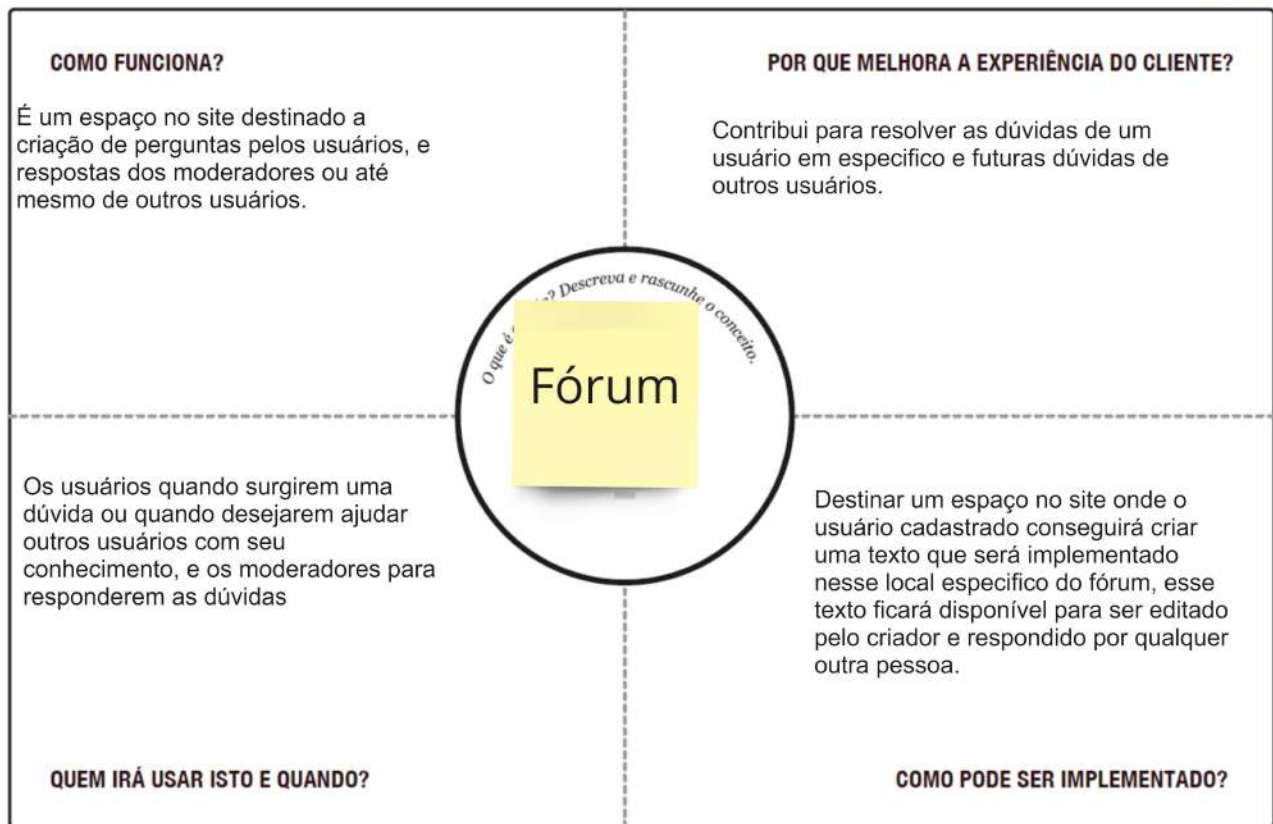 COMO FUNCIONA?
É um espaço no site destinado a
criação de perguntas pelos usuários, e
respostas dos moderadores ou até
mesmo de outros usuários.
POR QUE MELHORA A EXPERIÊNCIA DO CLIENTE?
Contribui para resolver as dúvidas de um
usuário em especifico e futuras dúvidas de
outros usuários.
O que é Descreva e rascunhe o conceito.
Fórum
Os usuários quando surgirem uma
dúvida ou quando desejarem ajudar
outros usuários com seu
conhecimento, e os moderadores para
responderem as dúvidas
QUEM IRÁ USAR ISTO E QUANDO?
Destinar um espaço no site onde o
usuário cadastrado conseguirá criar
uma texto que será implementado
nesse local especifico do fórum, esse
texto ficará disponível para ser editado
pelo criador e respondido por qualquer
outra pessoa.
COMO PODE SER IMPLEMENTADO?